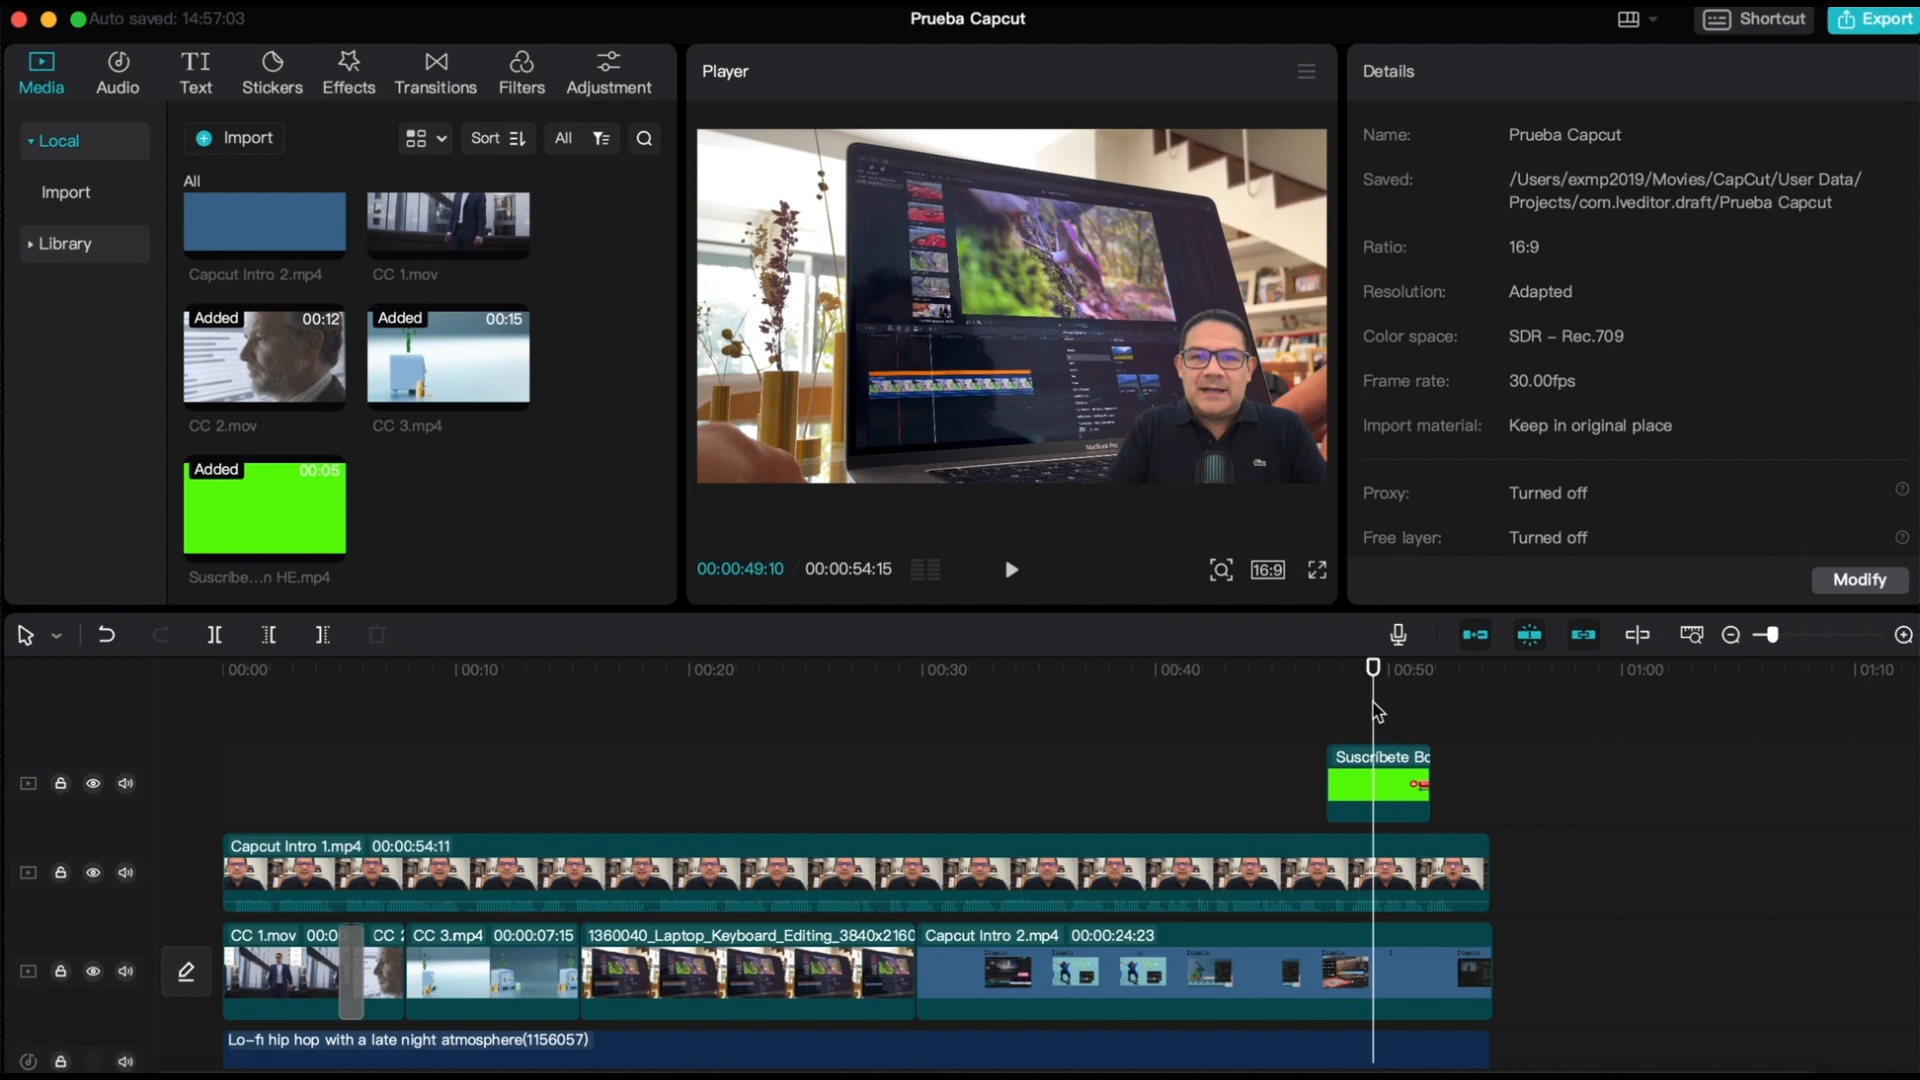 Auto saved: 14:57:03
Prueba Capcut
Shortcut
Export
Media
Audio
TI
Text
Stickers
Effects
Transitions
Filters
Adjustment
Local
Import
Library
Import
Sort
All
All
Capcut Intro 2.mp4
CC 1.mov
Added
00:12
Added
00:15
CC 2.mov
CC 3.mp4
Added
00:05
Suscribe...n HE.mp4
Player
MacBook Pro
00:00:49:10
00:00:54:15
16:9
Details
Name:
Prueba Capcut
Saved:
/Users/exmp2019/Movies/CapCut/User Data/
Projects/com.lveditor.draft/Prueba Capcut
Ratio:
16:9
Resolution:
Adapted
Color space:
SDR – Rec.709
Frame rate:
30.00fps
Import material:
Keep in original place
Proxy:
Turned off
Free layer:
Turned off
Modify
00:00
00:10
00:20
00:30
00:40
00:50
01:00
01:10
Suscríbete Bo
Capcut Intro 1.mp4 00:00:54:11
CC 1.mov 00:0
CC 2
CC 3.mp4 00:00:07:15
1360040_Laptop_Keyboard_Editing_3840x2160
Capcut Intro 2.mp4 00:00:24:23
Lo–fi hip hop with a late night atmosphere(1156057)